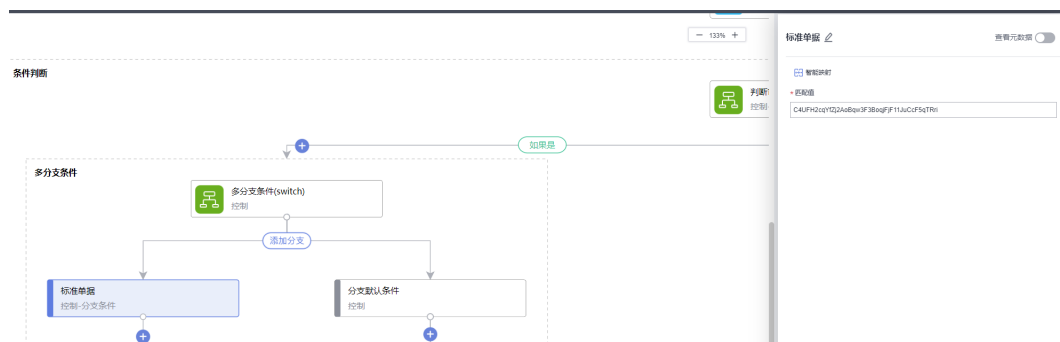 − 133% +
条件判断
控制
如果是
多分支条件
多分支条件(switch)
控制
添加分支
标准单据
控制-分支条件
分支默认条件
控制
标准单据
查看元数据
智能映射
* 匹配值